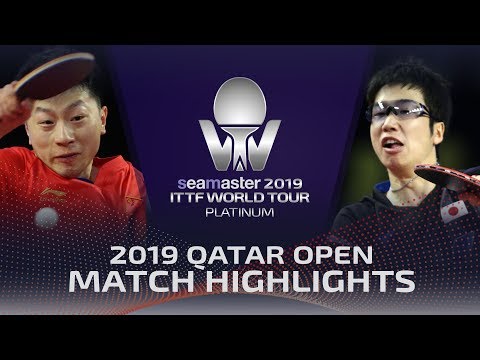 seamaster 2019
ITTF WORLD TOUR
PLATINUM
2019 QATAR OPEN
MATCH HIGHLIGHTS